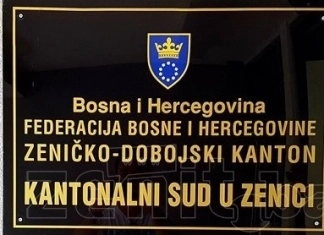 Bosna i Hercegovina
FEDERACIJA BOSNE I HERCEGOVINE
ZENIČKO-DOBOJSKI KANTON
KANTONALNI SUD U ZENICI